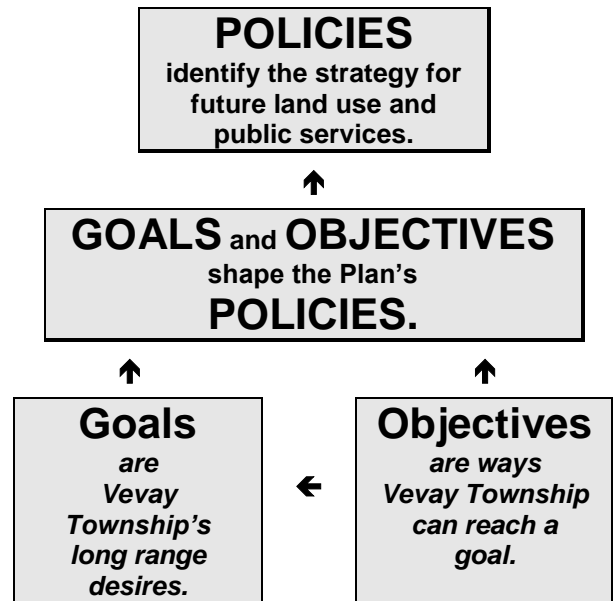 POLICIES
identify the strategy for
future land use and
public services.
GOALS and OBJECTIVES
shape the Plan's
POLICIES.
Goals
are
Vevay
Township's
long range
desires.
Objectives
are ways
Vevay Township
can reach a
goal.